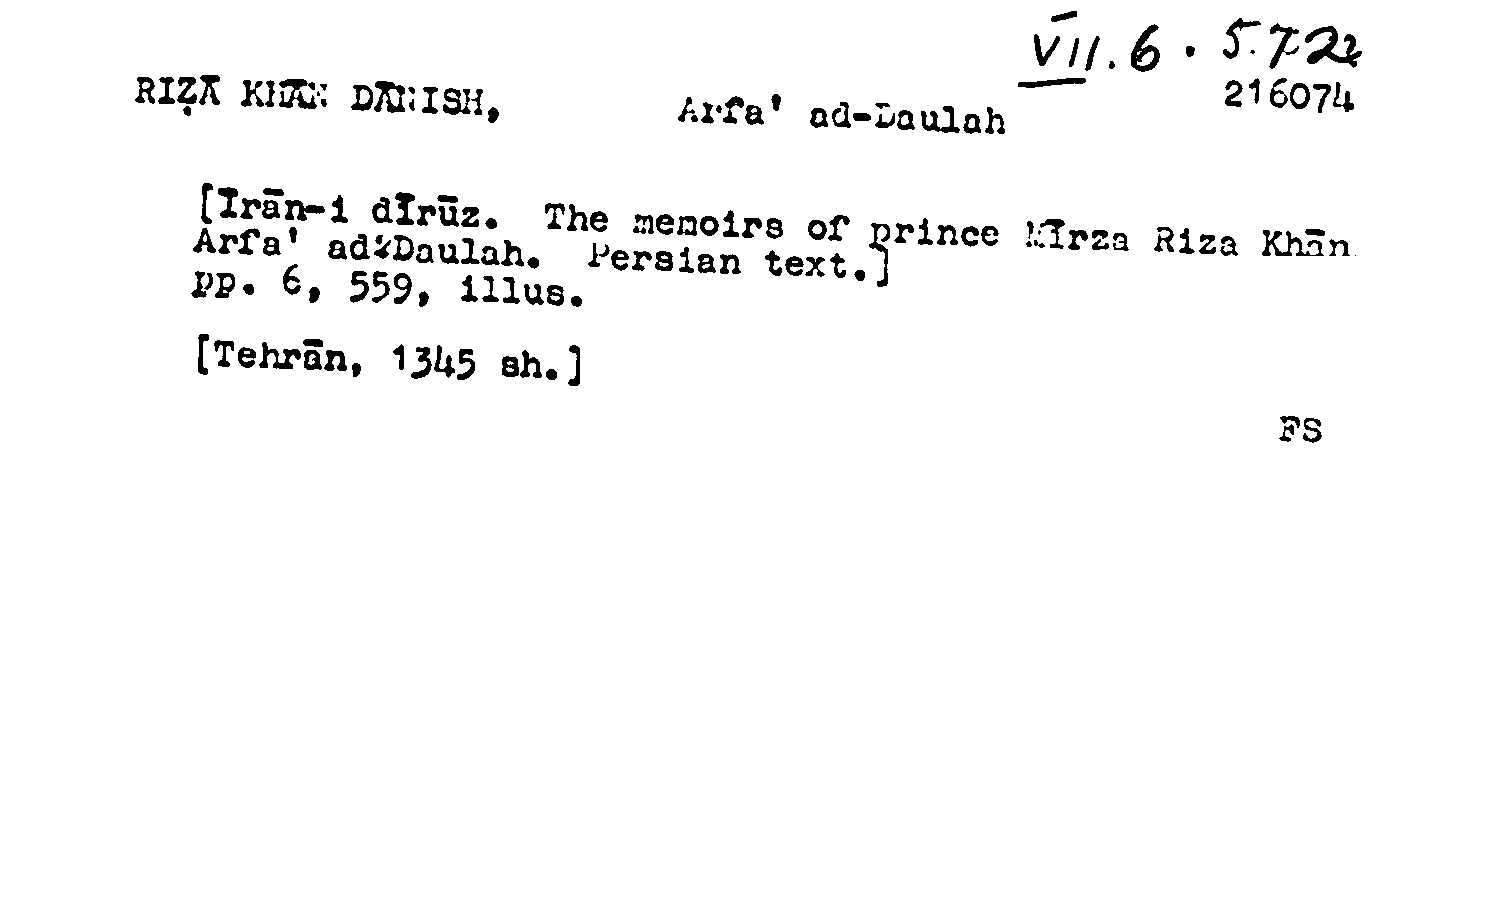 VII.6. 5.722
RIẒĀ KHĀN DĀNISH, Arfa' ad-Daulah
216074
[Īrān-i dīrūz. The memoirs of prince Mīrza Riza Khān
Arfa' ad-Daulah. Persian text.]
pp. 6, 559, illus.
[Tehrān, 1345 sh.]
FS